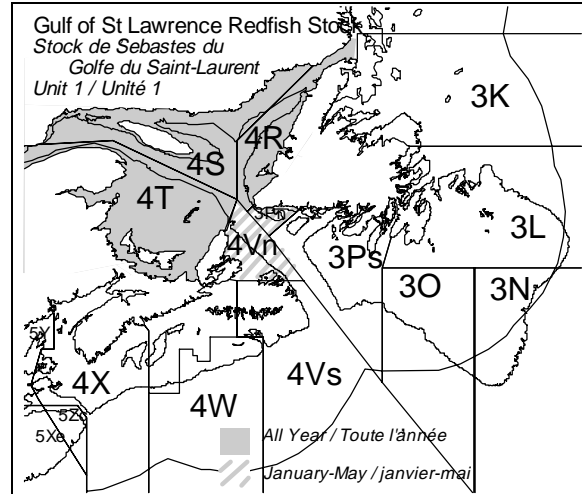 Gulf of St Lawrence Redfish Stock
Stock de Sebastes du
Golfe du Saint-Laurent
Unit 1 / Unité 1
3K
4R
4S
4T
3Pn
3L
4Vn
3Ps
3O
3N
5Y
4X
4Vs
4W
5Xe
All Year / Toute l'année
January-May / janvier-mai